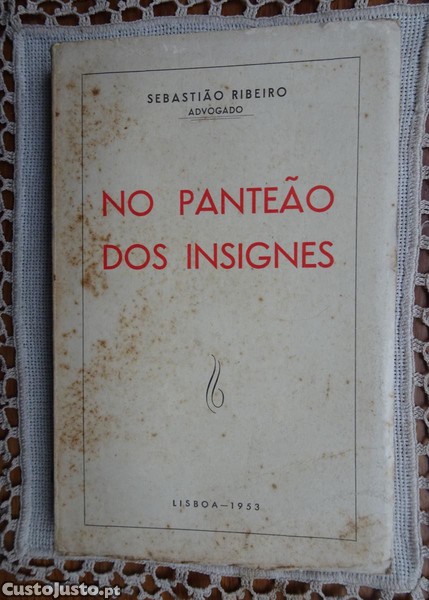 SEBASTIÃO RIBEIRO
ADVOGADO
NO PANTEÃO
DOS INSIGNES
LISBOA—1953
CustoJusto.pt